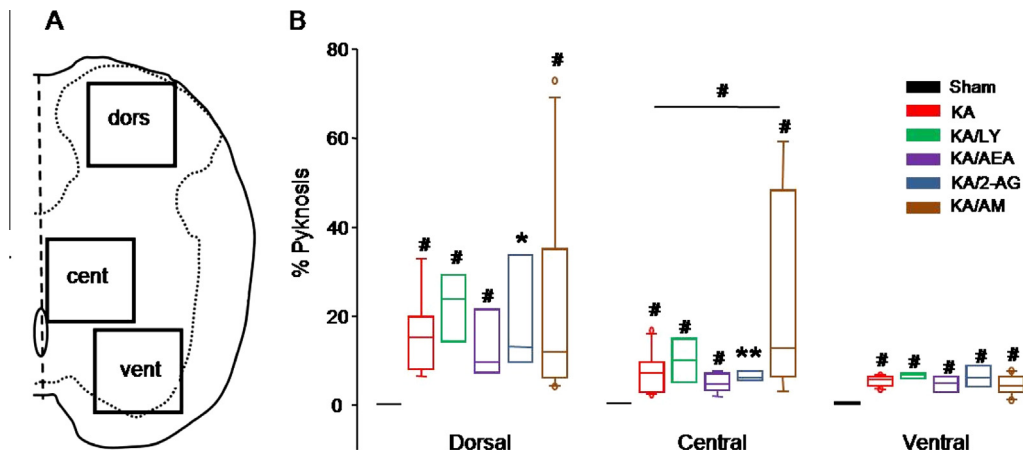 A
dors
cent
vent
B
% Pyknosis
80
60
40
20
0
#
#
#
*
#
#
#
#
#
**
#
#
#
#
#
#
Sham
KA
KA/LY
KA/AEA
KA/2-AG
KA/AM
Dorsal
Central
Ventral